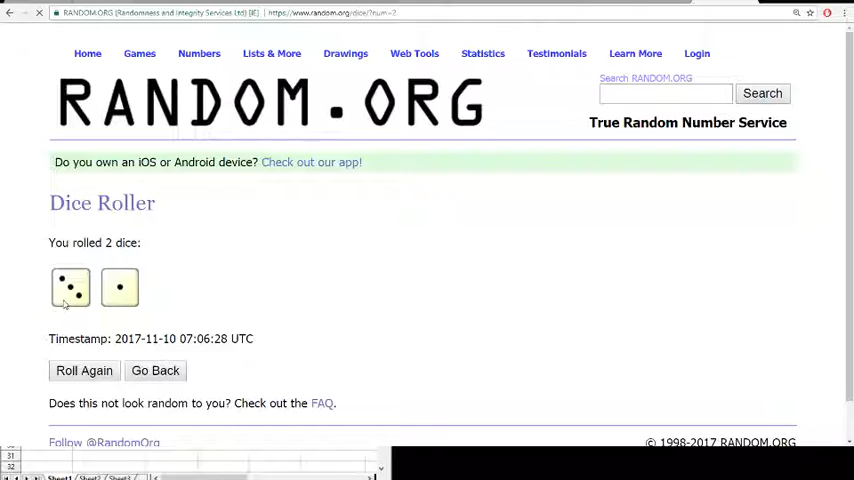 RANDOM.ORG (Randomness and Integrity Services Ltd) [IE] | https://www.random.org/dice/?num=2
Home Games Numbers Lists & More Drawings Web Tools Statistics Testimonials Learn More Login
RANDOM.ORG
Search RANDOM.ORG
Search
True Random Number Service
Do you own an iOS or Android device? Check out our app!
Dice Roller
You rolled 2 dice:
Timestamp: 2017-11-10 07:06:28 UTC
Roll Again Go Back
Does this not look random to you? Check out the FAQ.
Follow @RandomOrg © 1998-2017 RANDOM.ORG
31
32
Sheet1 Sheet2 Sheet3